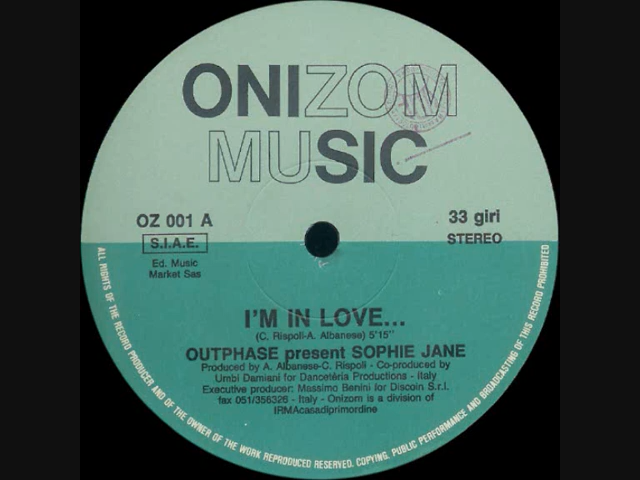 ONIZOM
MUSIC
OZ 001 A
33 giri
S.I.A.E.
STEREO
Ed. Music
Market Sas
I'M IN LOVE...
(C. Rispoli-A. Albanese) 5'15"
OUTPHASE present SOPHIE JANE
Produced by A. Albanese-C. Rispoli - Co-produced by
Umbi Damiani for Dancetèria Productions - Italy
Executive producer: Massimo Benini for Discoin S.r.l.
fax 051/356326 - Italy - Onizom is a division of
IRMAcasadiprimordine
ALL RIGHTS OF THE RECORD PRODUCER AND OF THE OWNER OF THE WORK REPRODUCED RESERVED. COPYING, PUBLIC PERFORMANCE AND BROADCASTING OF THIS RECORD PROHIBITED